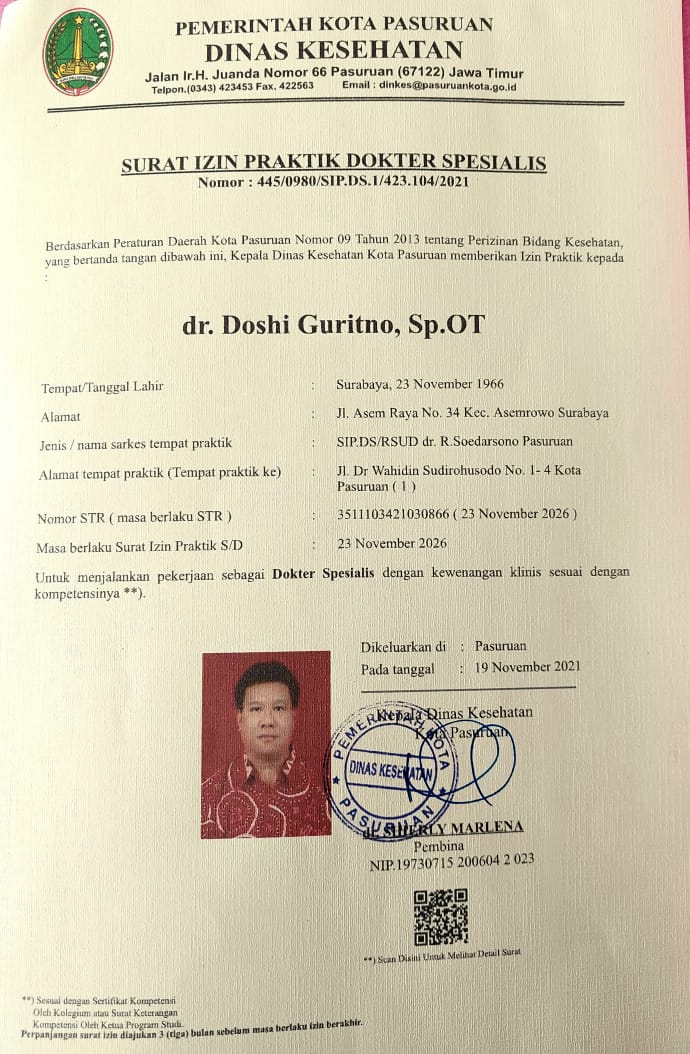 PEMERINTAH KOTA PASURUAN
DINAS KESEHATAN
Jalan Ir.H. Juanda Nomor 66 Pasuruan (67122) Jawa Timur
Telpon.(0343) 423453 Fax. 422563 Email : dinkes@pasuruankota.go.id
SURAT IZIN PRAKTIK DOKTER SPESIALIS
Nomor : 445/0980/SIP.DS.1/423.104/2021
Berdasarkan Peraturan Daerah Kota Pasuruan Nomor 09 Tahun 2013 tentang Perizinan Bidang Kesehatan,
yang bertanda tangan dibawah ini, Kepala Dinas Kesehatan Kota Pasuruan memberikan Izin Praktik kepada
:
dr. Doshi Guritno, Sp.OT
Tempat/Tanggal Lahir : Surabaya, 23 November 1966
Alamat : Jl. Asem Raya No. 34 Kec. Asemrowo Surabaya
Jenis / nama sarkes tempat praktik : SIP.DS/RSUD dr. R.Soedarsono Pasuruan
Alamat tempat praktik (Tempat praktik ke) : Jl. Dr Wahidin Sudirohusodo No. 1- 4 Kota
Pasuruan ( 1 )
Nomor STR ( masa berlaku STR ) : 3511103421030866 ( 23 November 2026 )
Masa berlaku Surat Izin Praktik S/D : 23 November 2026
Untuk menjalankan pekerjaan sebagai Dokter Spesialis dengan kewenangan klinis sesuai dengan
kompetensinya **).
Dikeluarkan di : Pasuruan
Pada tanggal : 19 November 2021
Kepala Dinas Kesehatan
Kota Pasuruan
PEMERINTAH KOTA
DINAS KESEHATAN
PASURUAN
dr. SHIERLY MARLENA
Pembina
NIP.19730715 200604 2 023
**) Scan Disini Untuk Melihat Detail Surat
**) Sesuai dengan Sertifikat Kompetensi
Oleh Kolegium atau Surat Keterangan
Kompetensi Oleh Ketua Program Studi.
Perpanjangan surat izin diajukan 3 (tiga) bulan sebelum masa berlaku izin berakhir.